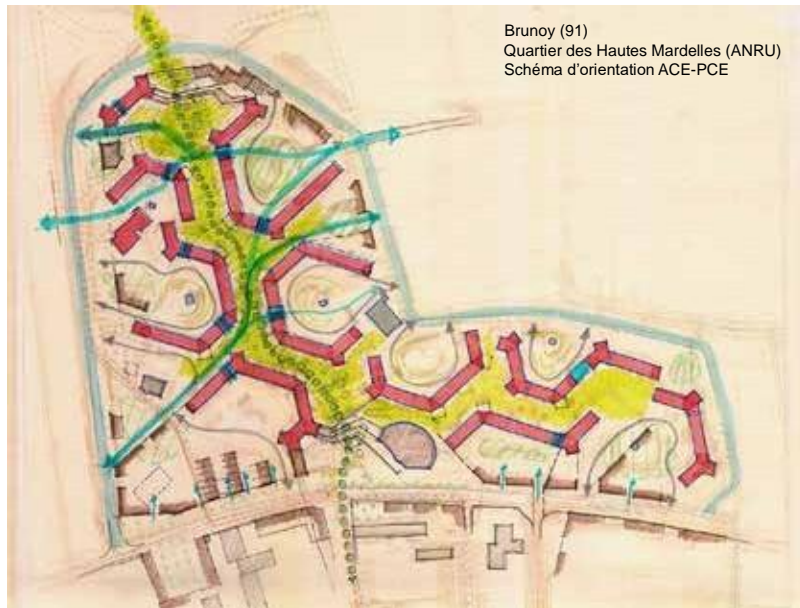 Brunoy (91)
Quartier des Hautes Mardelles (ANRU)
Schéma d'orientation ACE-PCE